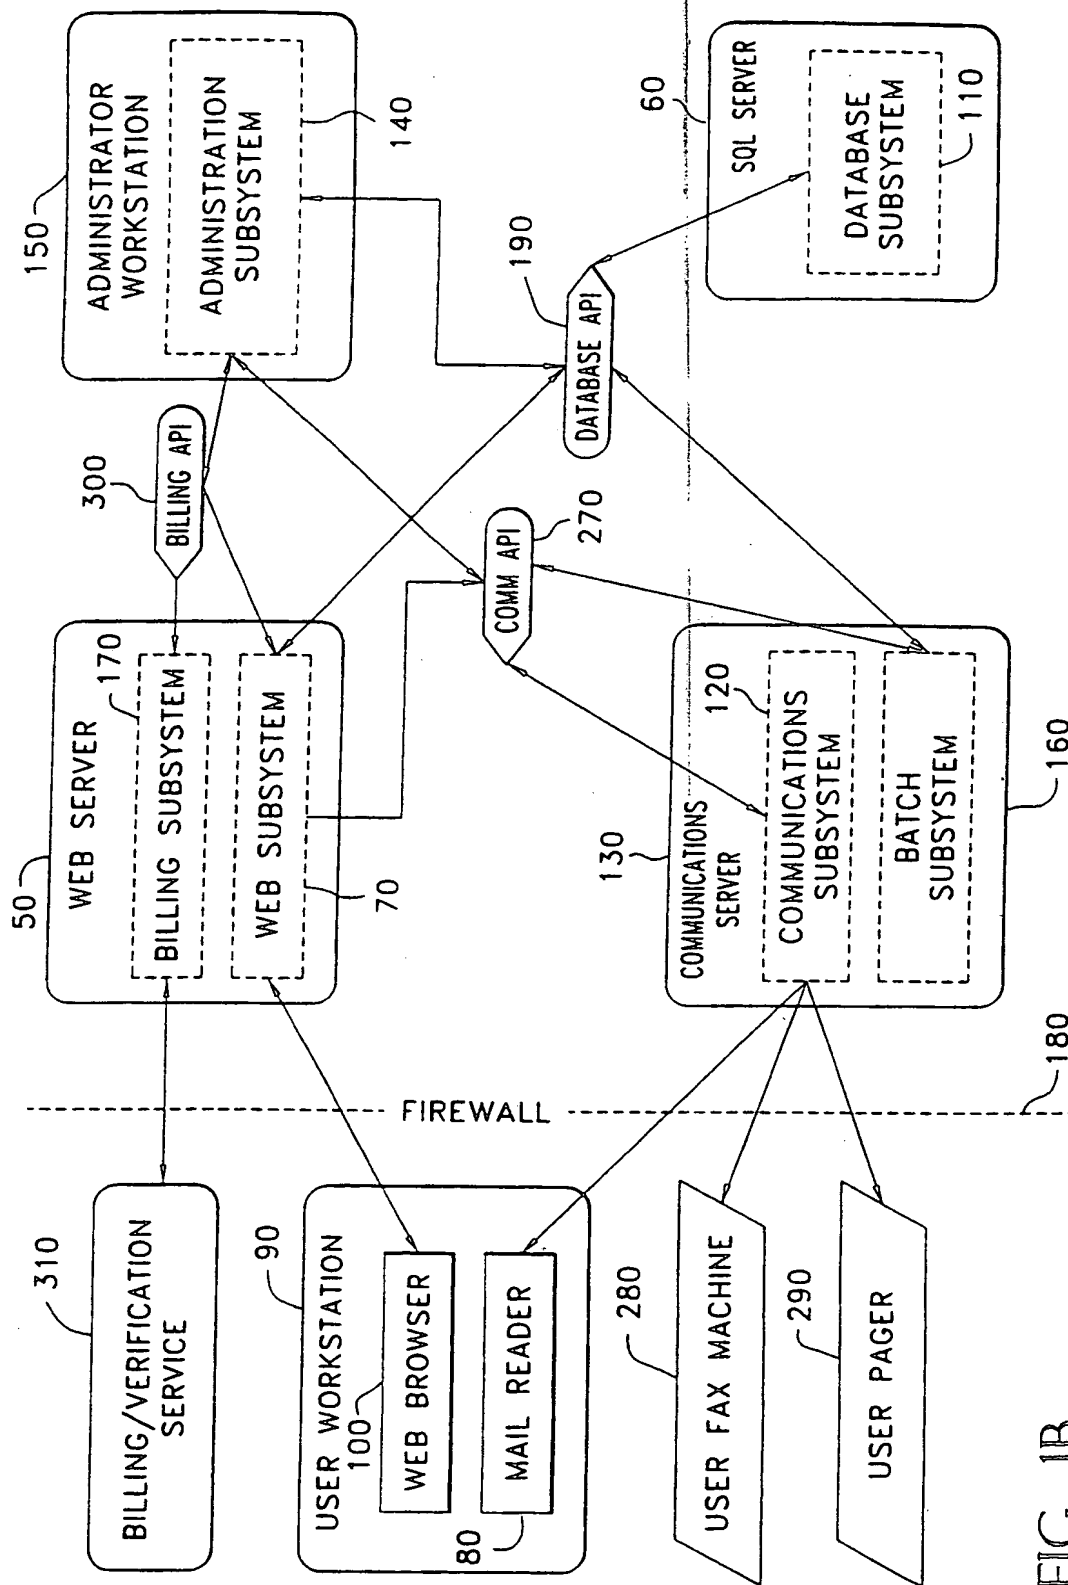 310
BILLING/VERIFICATION
SERVICE
90
USER WORKSTATION
100
WEB BROWSER
MAIL READER
80
280
USER FAX MACHINE
290
USER PAGER
FIREWALL
180
50
WEB SERVER
170
BILLING SUBSYSTEM
WEB SUBSYSTEM
70
130
COMMUNICATIONS
SERVER
120
COMMUNICATIONS
SUBSYSTEM
BATCH
SUBSYSTEM
160
300
BILLING API
COMM API
270
190
DATABASE API
150
ADMINISTRATOR
WORKSTATION
ADMINISTRATION
SUBSYSTEM
140
60
SQL SERVER
DATABASE
SUBSYSTEM
110
FIG. 1B